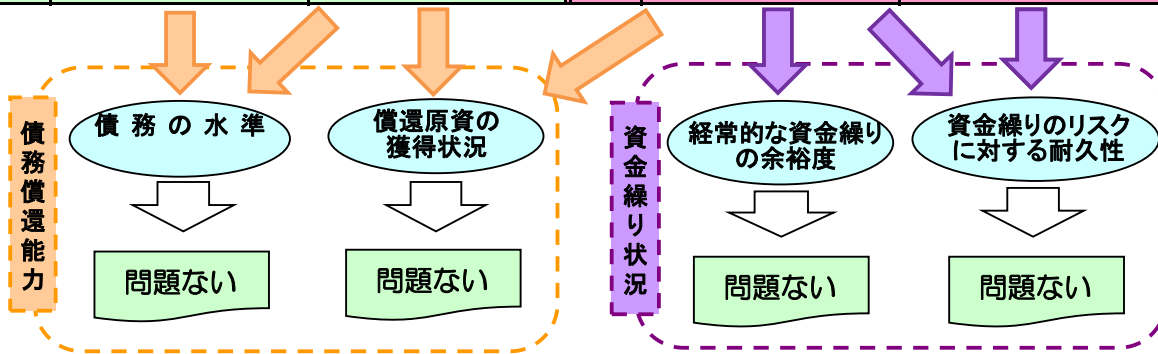 債務償還能力
債務の水準
償還原資の
獲得状況
問題ない
問題ない
資金繰り状況
経常的な資金繰り
の余裕度
資金繰りのリスク
に対する耐久性
問題ない
問題ない